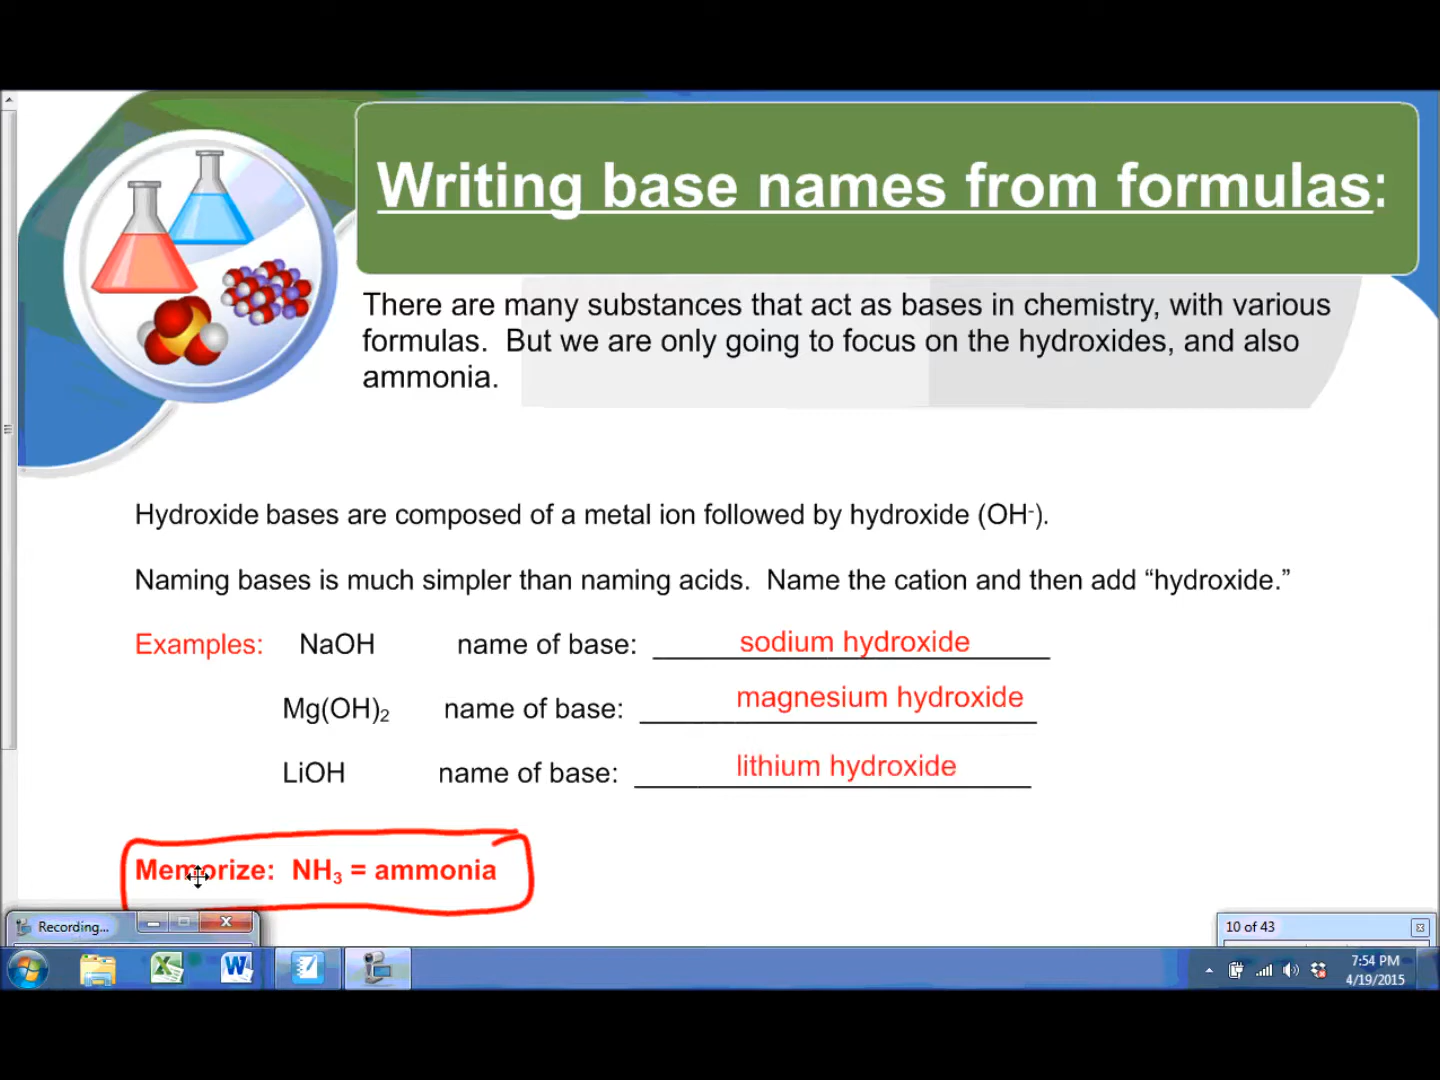 Writing base names from formulas:
There are many substances that act as bases in chemistry, with various
formulas.  But we are only going to focus on the hydroxides, and also
ammonia.
Hydroxide bases are composed of a metal ion followed by hydroxide (OH⁻).
Naming bases is much simpler than naming acids.  Name the cation and then add “hydroxide.”
Examples: NaOH name of base: sodium hydroxide
Mg(OH)₂ name of base: magnesium hydroxide
LiOH name of base: lithium hydroxide
Memorize:  NH₃ = ammonia
Recording...
10 of 43
7:54 PM
4/19/2015